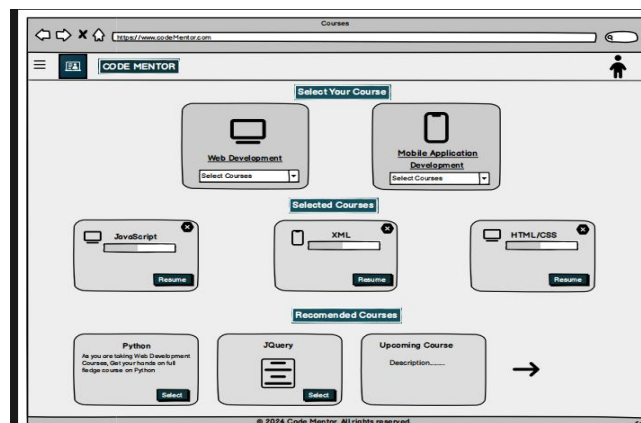 Courses
https://www.codeMentor.com
CODE MENTOR
Select Your Course
Web Development
Select Courses
Mobile Application
Development
Select Courses
Selected Courses
JavaScript
Resume
XML
Resume
HTML/CSS
Resume
Recomended Courses
Python
As you are taking Web Development
Courses, Get your hands on full
fledge course on Python
Select
JQuery
Select
Upcoming Course
Deacription........
© 2024 Code Mentor. All rights reserved